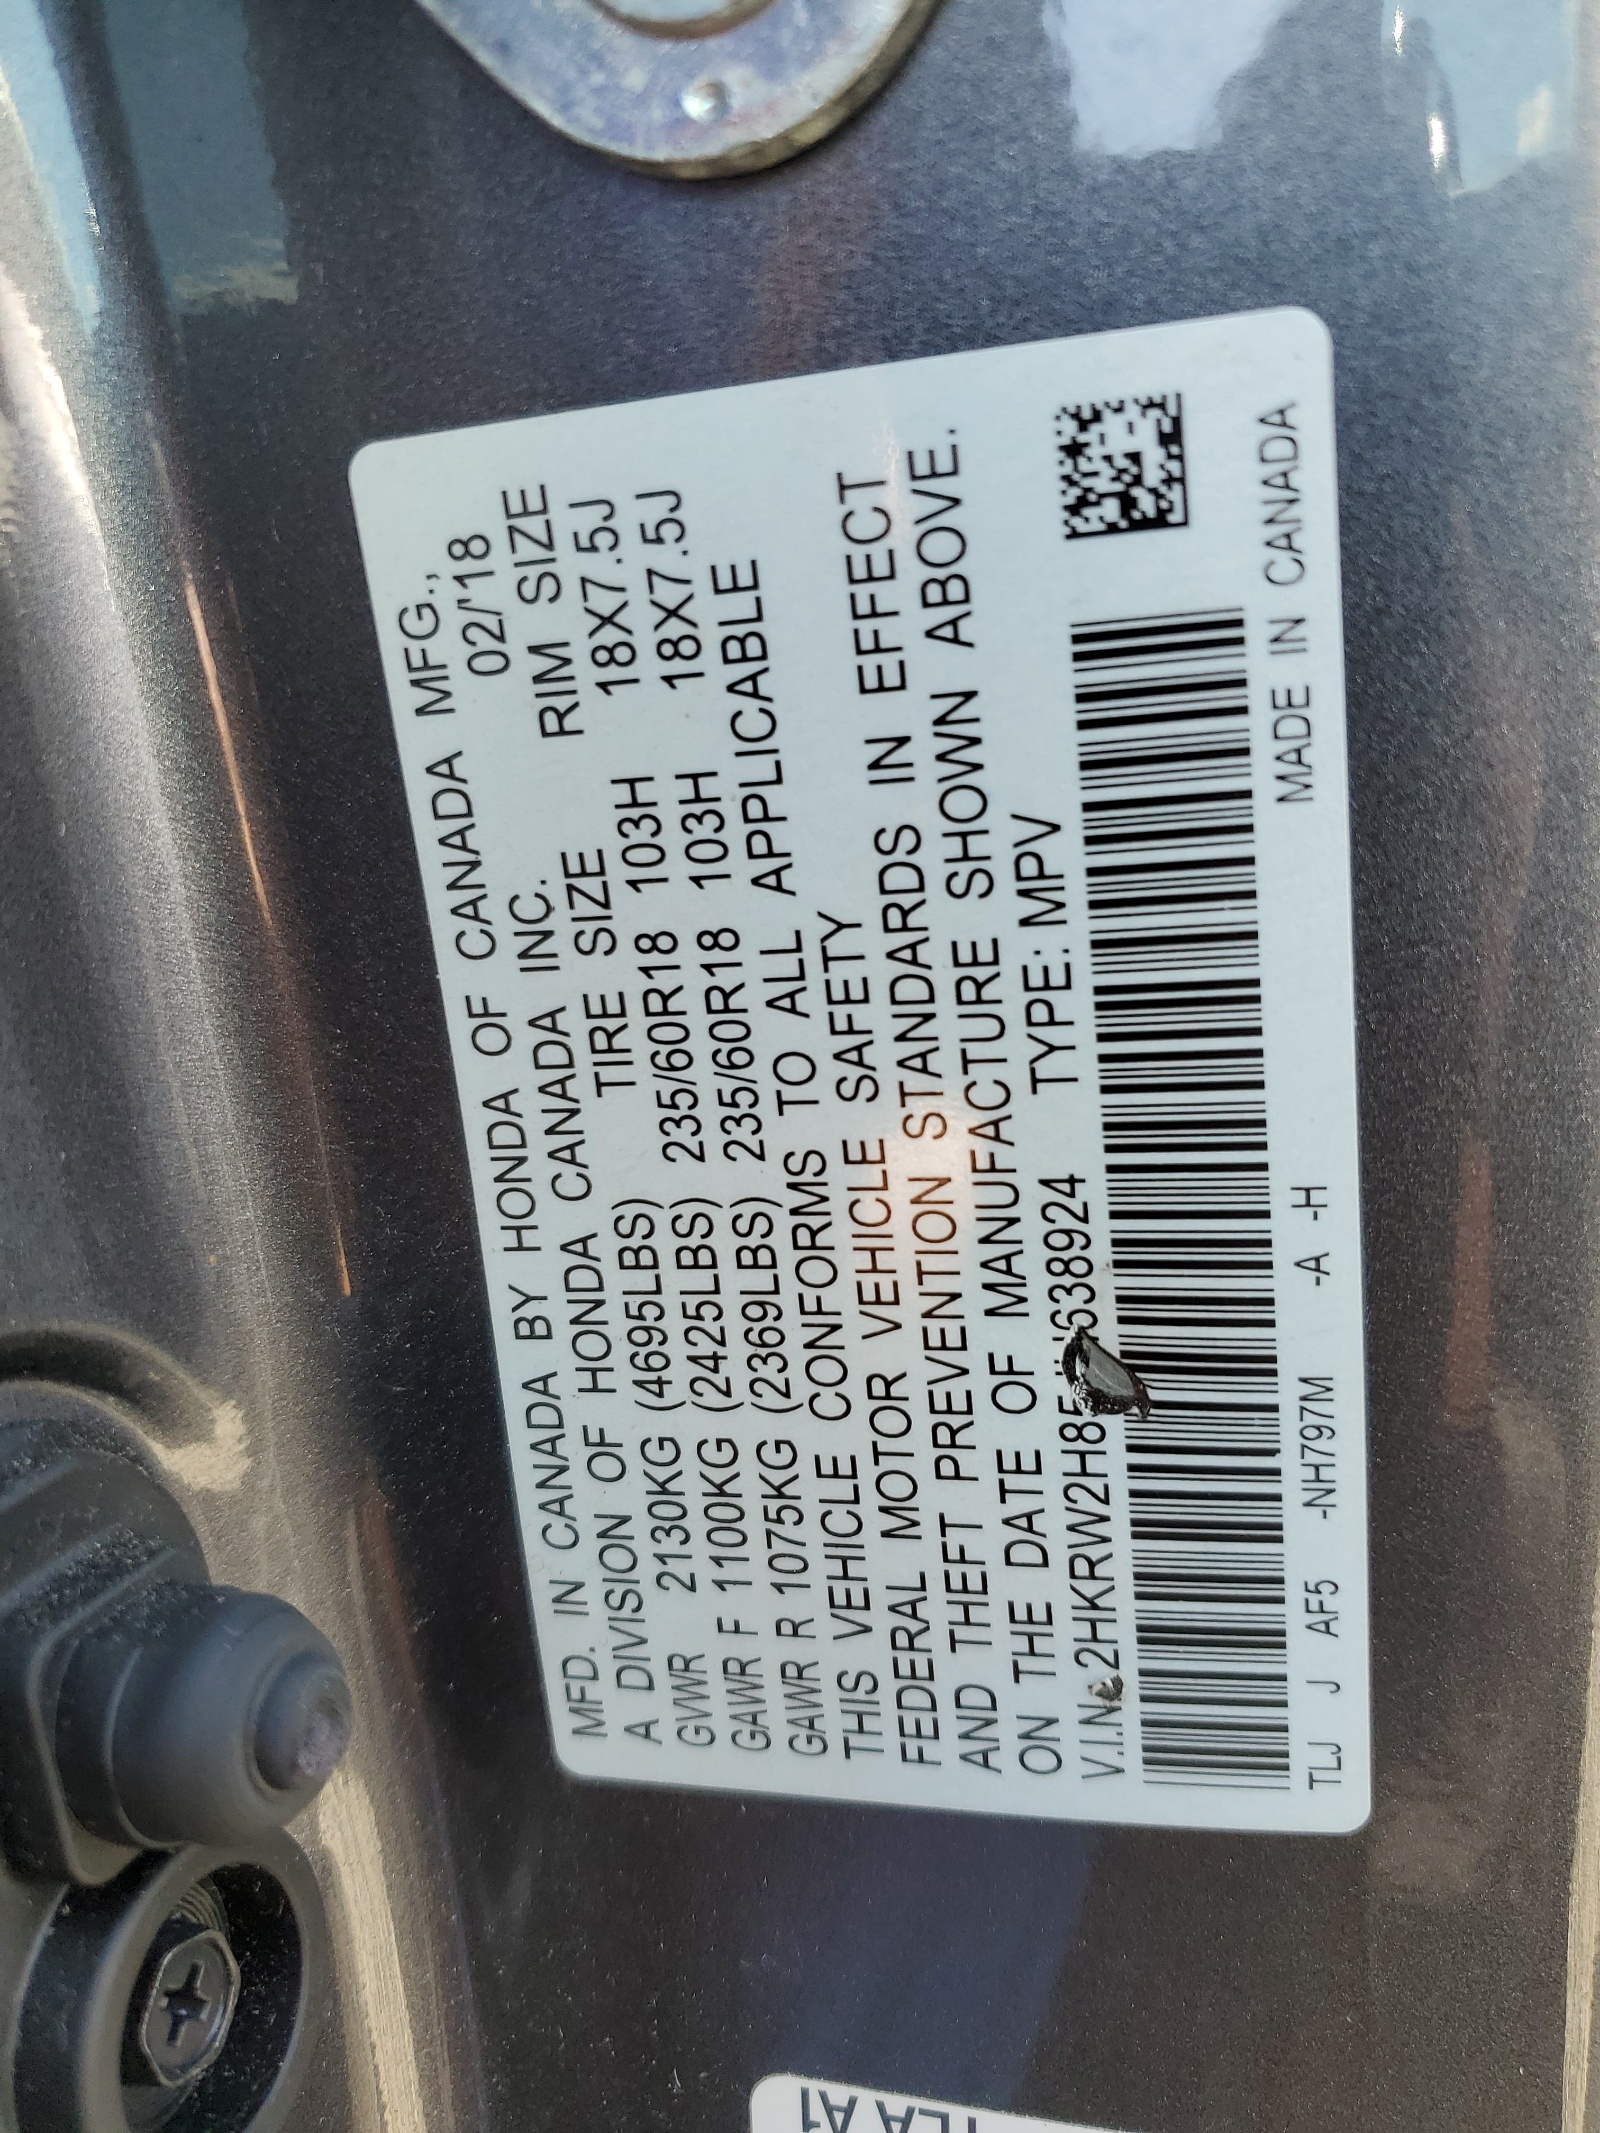 MFD. IN CANADA BY HONDA OF CANADA MFG.,
A DIVISION OF HONDA CANADA INC. 02/'18
TIRE SIZE RIM SIZE
GVWR 2130KG (4695LBS)
235/60R18 103H 18X7.5J
GAWR F 1100KG (2425LBS)
235/60R18 103H 18X7.5J
GAWR R 1075KG (2369LBS)
THIS VEHICLE CONFORMS TO ALL APPLICABLE
FEDERAL MOTOR VEHICLE SAFETY
AND THEFT PREVENTION STANDARDS IN EFFECT
ON THE DATE OF MANUFACTURE SHOWN ABOVE.
V.I.N. 2HKRW2H85 638924 TYPE: MPV
TLJ J AF5 -NH797M -A -H MADE IN CANADA
A1